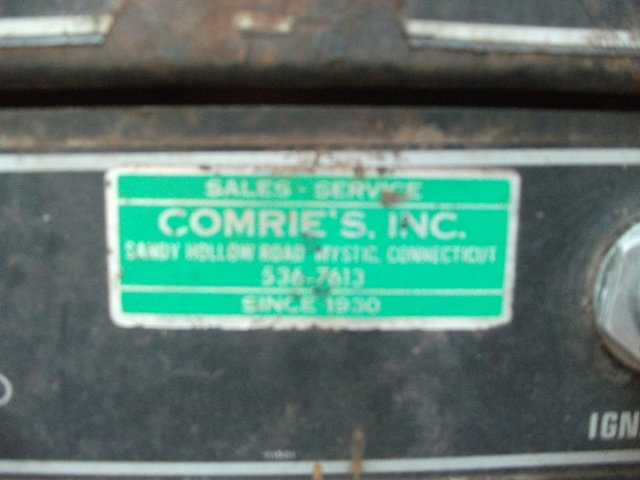 SALES - SERVICE
COMRIE'S, INC.
SANDY HOLLOW ROAD MYSTIC, CONNECTICUT
536-7613
SINCE 1930
IGN